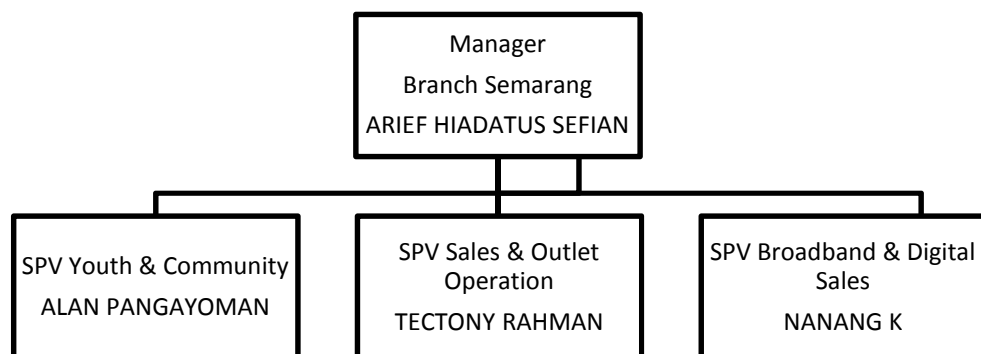 Manager
Branch Semarang
ARIEF HIADATUS SEFIAN
SPV Youth & Community
ALAN PANGAYOMAN
SPV Sales & Outlet
Operation
TECTONY RAHMAN
SPV Broadband & Digital
Sales
NANANG K